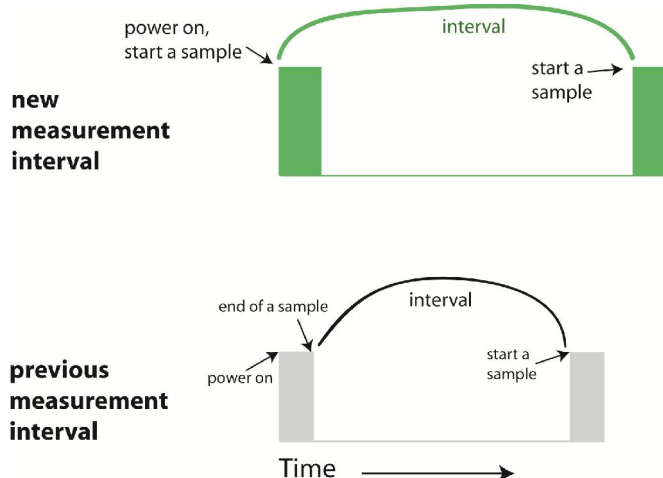 power on,
start a sample
interval
start a
sample
new
measurement
interval
end of a sample
interval
power on
start a
sample
previous
measurement
interval
Time